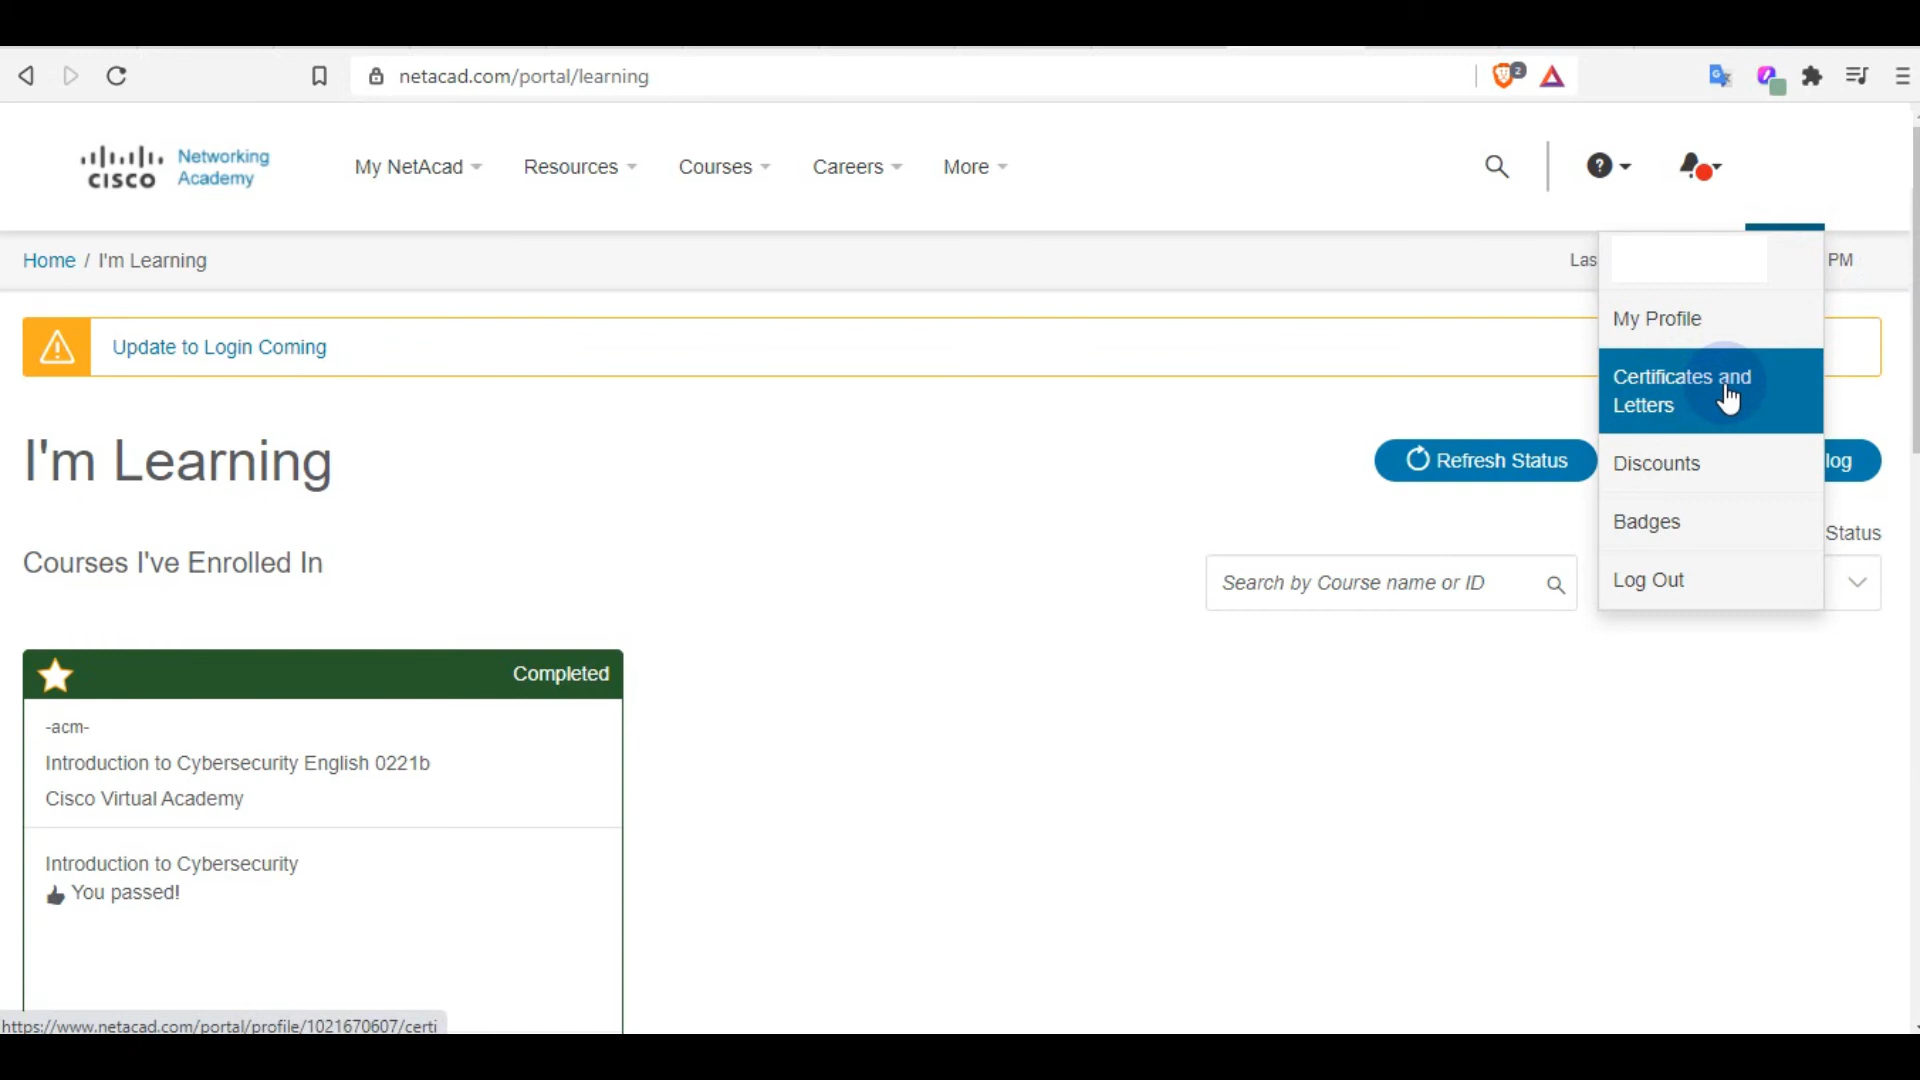 netacad.com/portal/learning
2
CISCO
Networking
Academy
My NetAcad
Resources
Courses
Careers
More
?
Home / I'm Learning
Las
PM
My Profile
Certificates and
Letters
Discounts
Badges
Log Out
Update to Login Coming
I'm Learning
Refresh Status
log
Courses I've Enrolled In
Status
Search by Course name or ID
Completed
-acm-
Introduction to Cybersecurity English 0221b
Cisco Virtual Academy
Introduction to Cybersecurity
You passed!
https://www.netacad.com/portal/profile/1021670607/certi